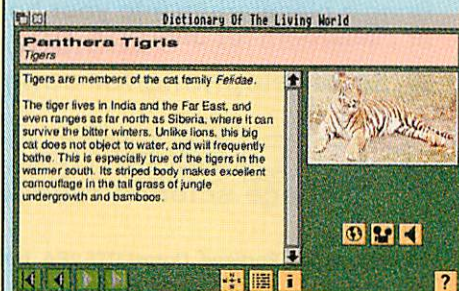 Dictionary Of The Living World
Panthera Tigris
Tigers
Tigers are members of the cat family Felidae.
The tiger lives in India and the Far East, and
even ranges as far north as Siberia, where it can
survive the bitter winters. Unlike lions, this big
cat does not object to water, and will frequently
bathe. This is especially true of the tigers in the
warmer south. Its striped body makes excellent
camouflage in the tall grass of jungle
undergrowth and bamboos.
i
?